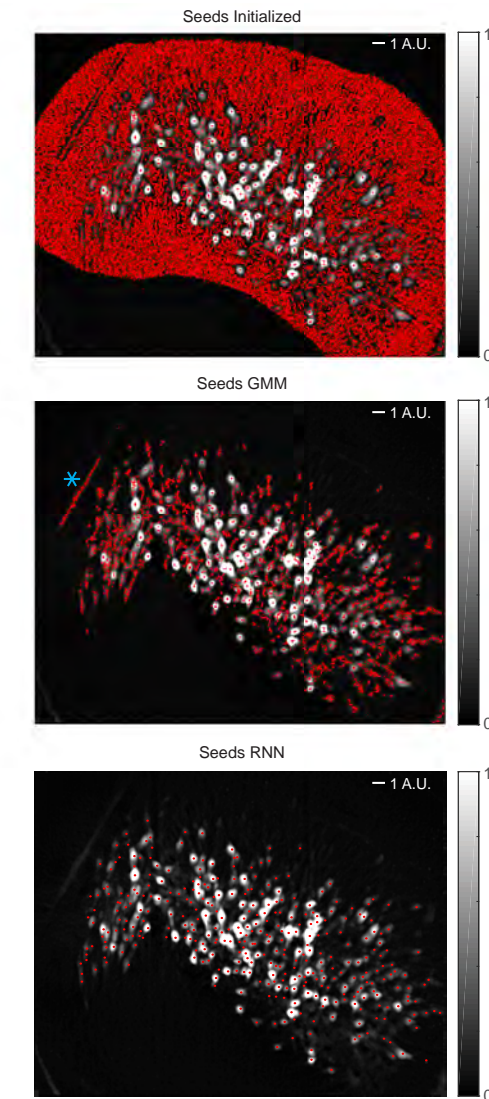 Seeds Initialized
1 A.U.
1
0
Seeds GMM
1 A.U.
1
0
Seeds RNN
1 A.U.
1
0